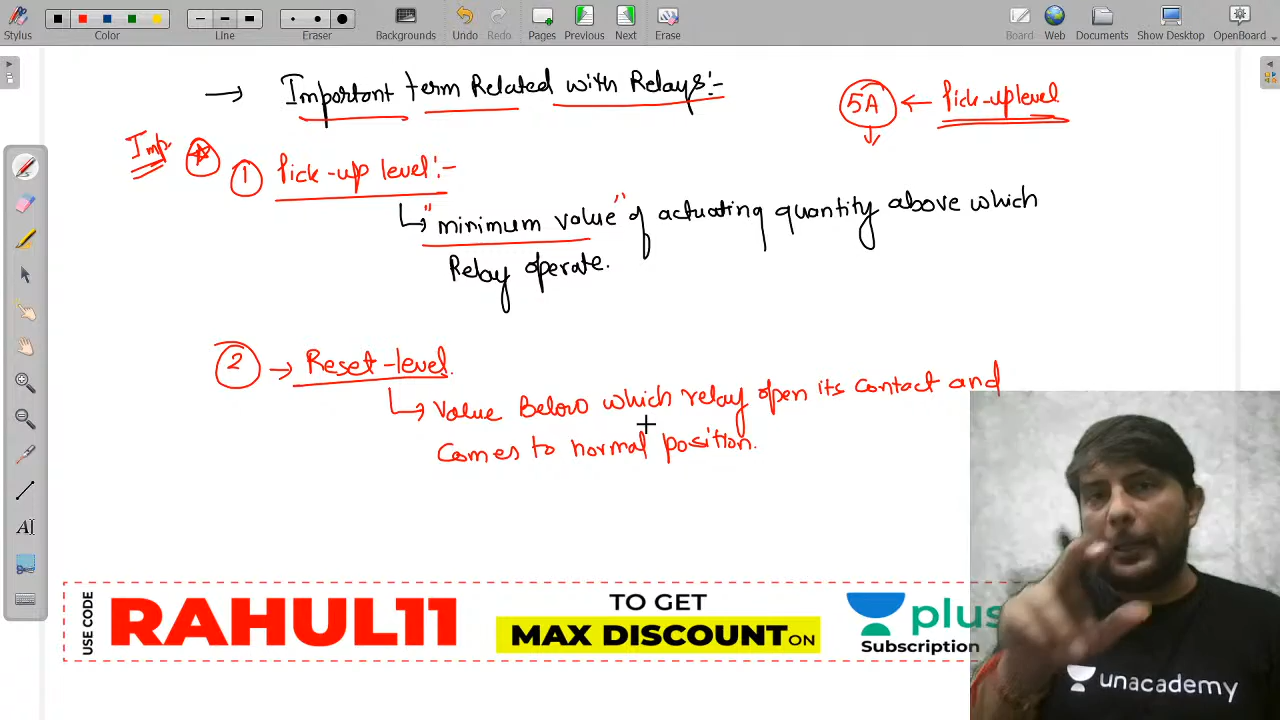 Stylus
Color
Line
Eraser
Backgrounds
Undo
Redo
Pages
Previous
Next
Erase
Board
Web
Documents
Show Desktop
OpenBoard
→ Important term Related with Relays:-
5A ← Pick-up level
Imp
① Pick-up level:-
"minimum value" of actuating quantity above which
Relay operate.
② → Reset-level.
Value Below which relay open its contact and
comes to normal position.
AI
USE CODE
RAHUL11
TO GET
MAX DISCOUNT ON
plus
Subscription
unacademy